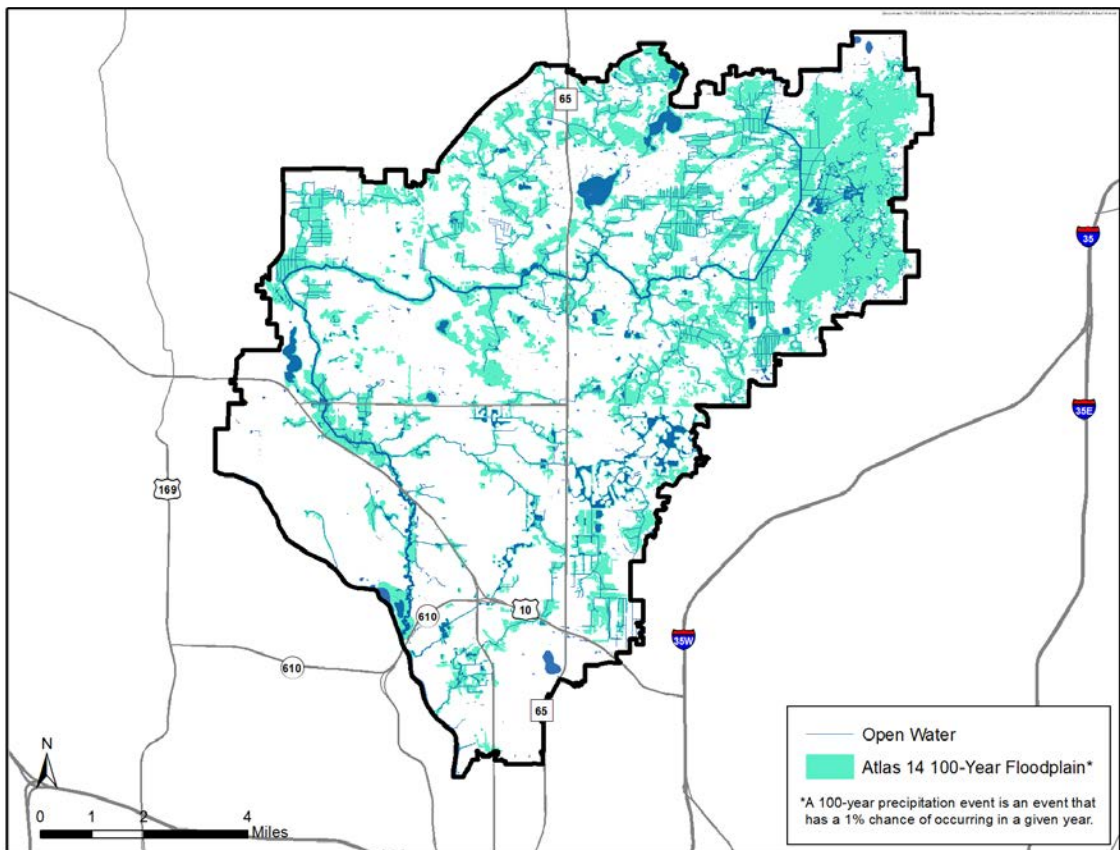 65
35
35E
169
610
10
610
35W
65
N
0 1 2 4
Miles
Open Water
Atlas 14 100-Year Floodplain*
*A 100-year precipitation event is an event that
has a 1% chance of occurring in a given year.